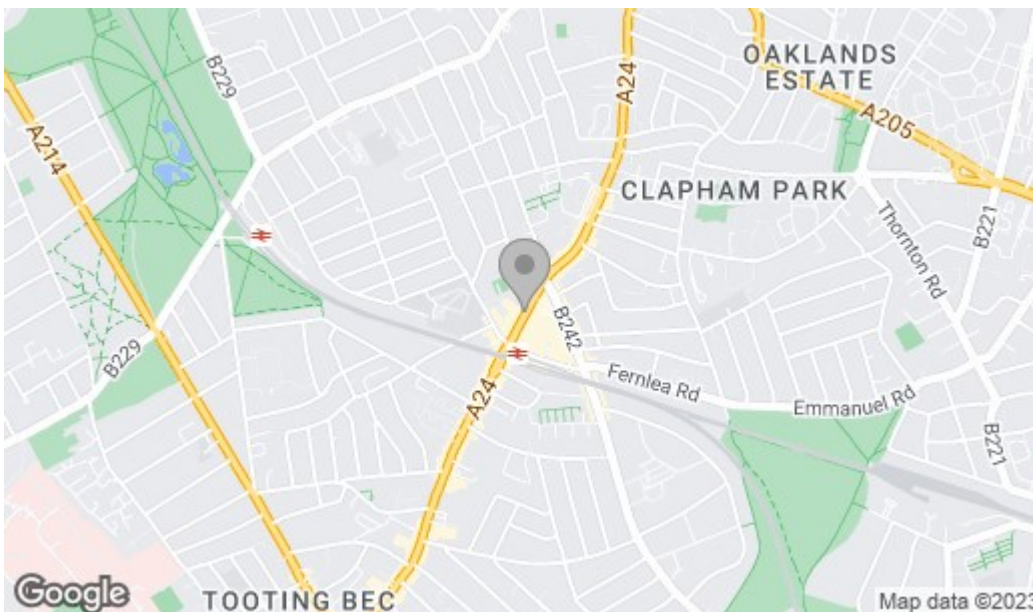 OAKLANDS
ESTATE
B229
A24
A205
A214
CLAPHAM PARK
B221
Thornton Rd
B242
B229
Fernlea Rd
Emmanuel Rd
A24
B221
Google
TOOTING BEC
Map data ©202